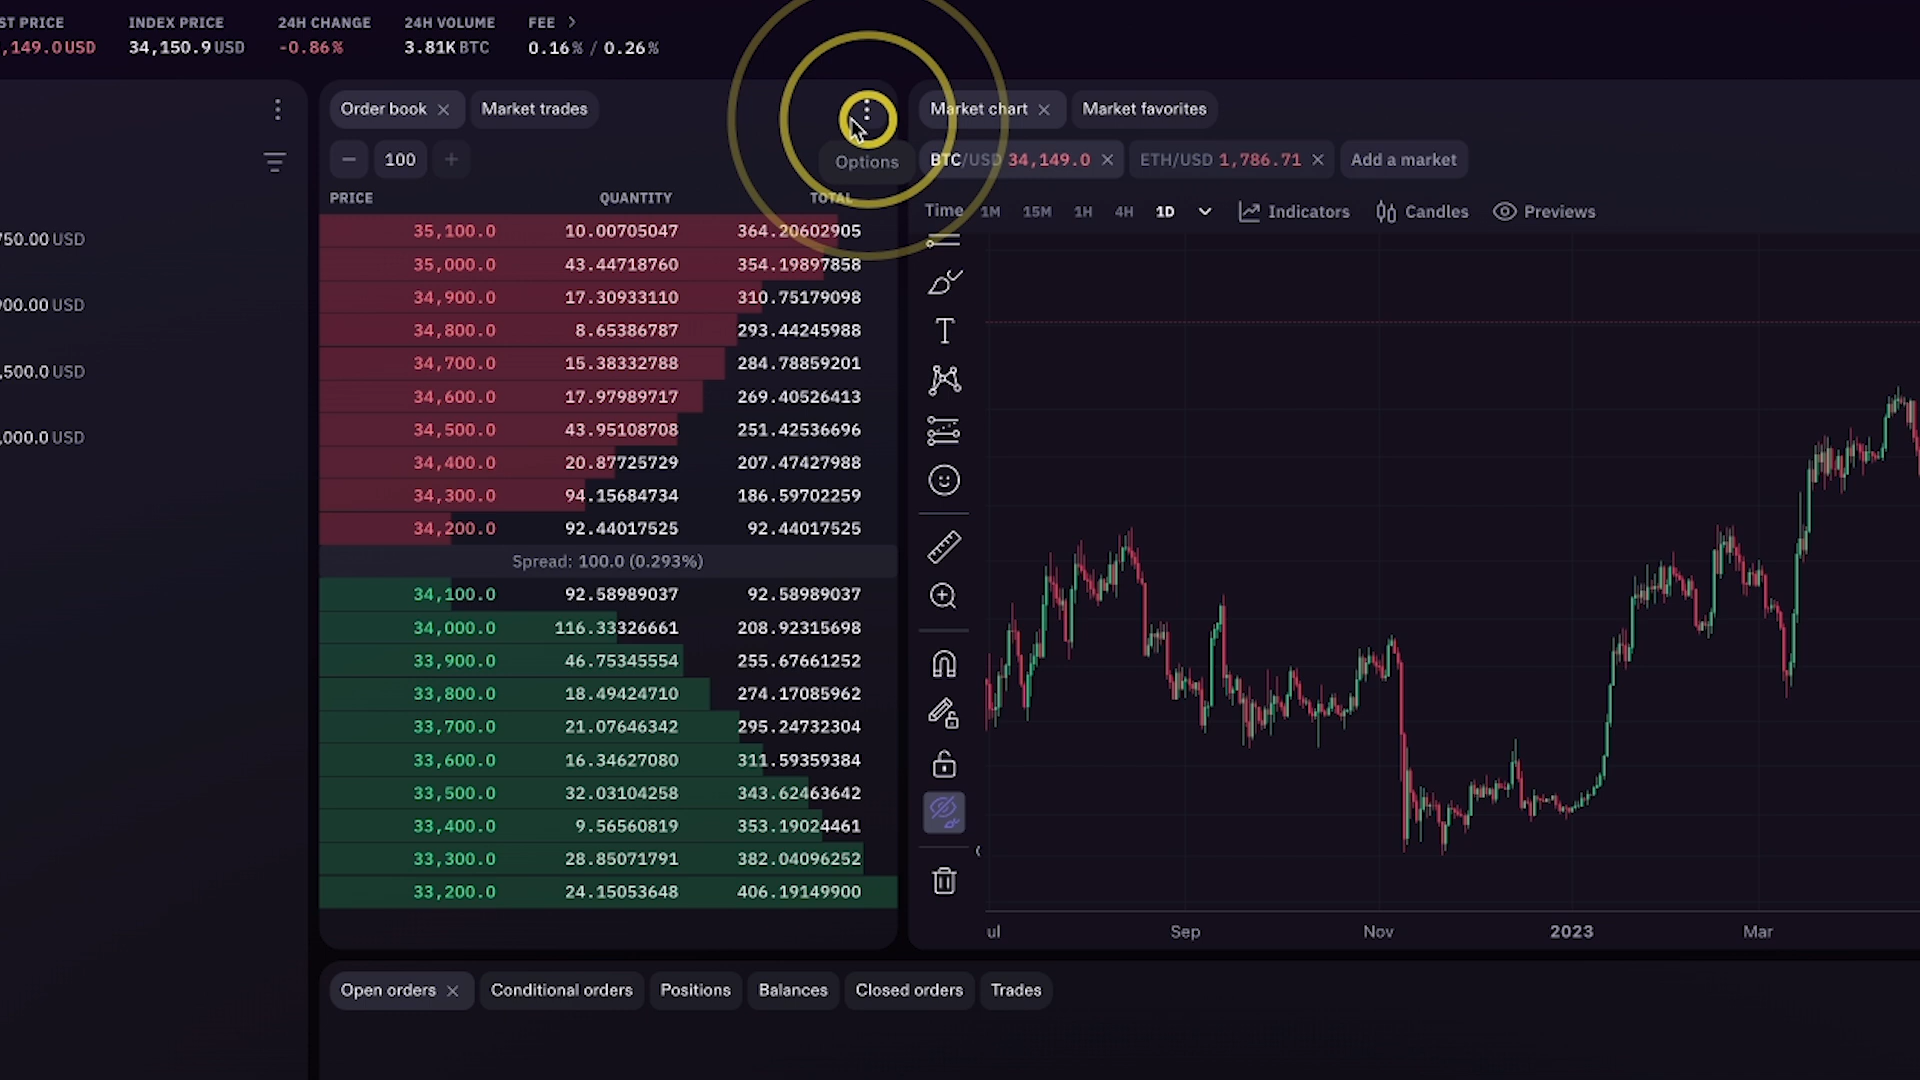 ST PRICE INDEX PRICE 24H CHANGE 24H VOLUME FEE
,149.0 USD 34,150.9 USD -0.86% 3.81K BTC 0.16% / 0.26%
Order book Market trades
100
Options
PRICE QUANTITY TOTAL
35,100.0 10.00705047 364.20602905
35,000.0 43.44718760 354.19897858
34,900.0 17.30933110 310.75179098
34,800.0 8.65386787 293.44245988
34,700.0 15.38332788 284.78859201
34,600.0 17.97989717 269.40526413
34,500.0 43.95108708 251.42536696
34,400.0 20.87725729 207.47427988
34,300.0 94.15684734 186.59702259
34,200.0 92.44017525 92.44017525
Spread: 100.0 (0.293%)
34,100.0 92.58989037 92.58989037
34,000.0 116.33326661 208.92315698
33,900.0 46.75345554 255.67661252
33,800.0 18.49424710 274.17085962
33,700.0 21.07646342 295.24732304
33,600.0 16.34627080 311.59359384
33,500.0 32.03104258 343.62463642
33,400.0 9.56560819 353.19024461
33,300.0 28.85071791 382.04096252
33,200.0 24.15053648 406.19149900
750.00 USD
900.00 USD
,500.0 USD
,000.0 USD
Market chart Market favorites
BTC/USD 34,149.0 ETH/USD 1,786.71 Add a market
Time 1M 15M 1H 4H 1D Indicators Candles Previews
ul Sep Nov 2023 Mar
Open orders Conditional orders Positions Balances Closed orders Trades